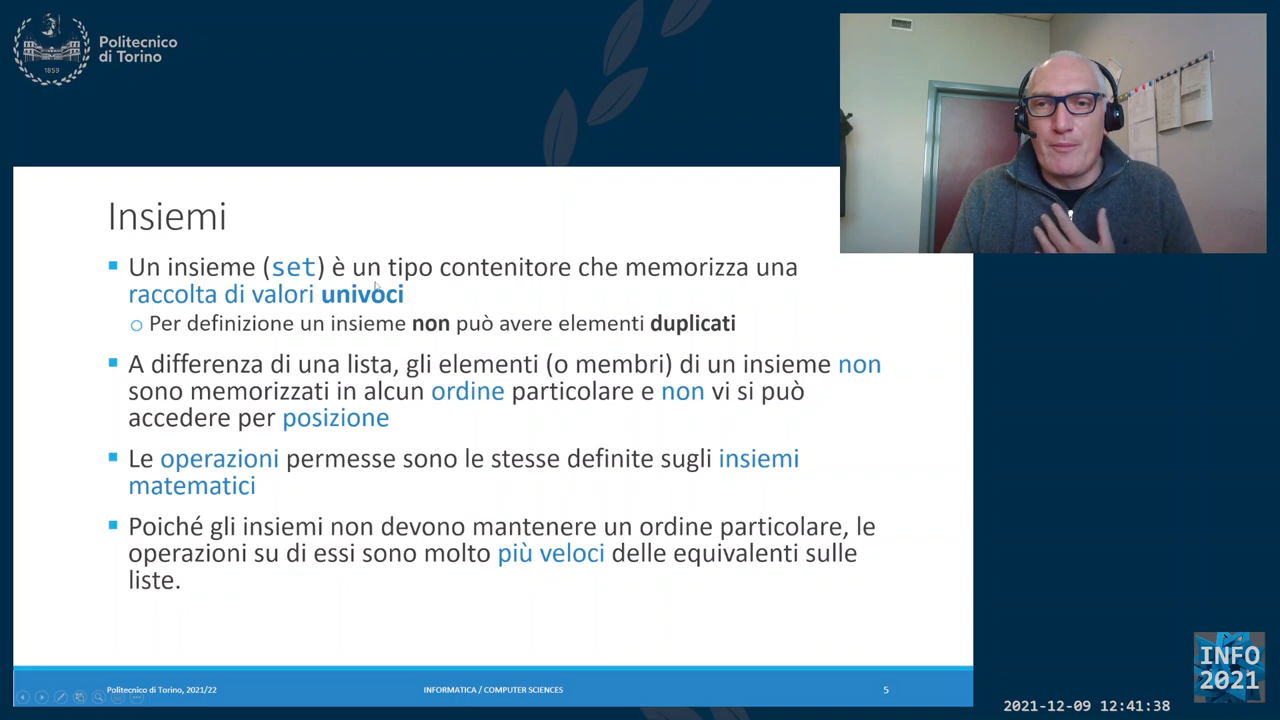 Politecnico
di Torino
1859
Insiemi
Un insieme (set) è un tipo contenitore che memorizza una
raccolta di valori univoci
Per definizione un insieme non può avere elementi duplicati
A differenza di una lista, gli elementi (o membri) di un insieme non
sono memorizzati in alcun ordine particolare e non vi si può
accedere per posizione
Le operazioni permesse sono le stesse definite sugli insiemi
matematici
Poiché gli insiemi non devono mantenere un ordine particolare, le
operazioni su di essi sono molto più veloci delle equivalenti sulle
liste.
Politecnico di Torino, 2021/22
INFORMATICA / COMPUTER SCIENCES
5
INFO
2021
2021-12-09 12:41:38